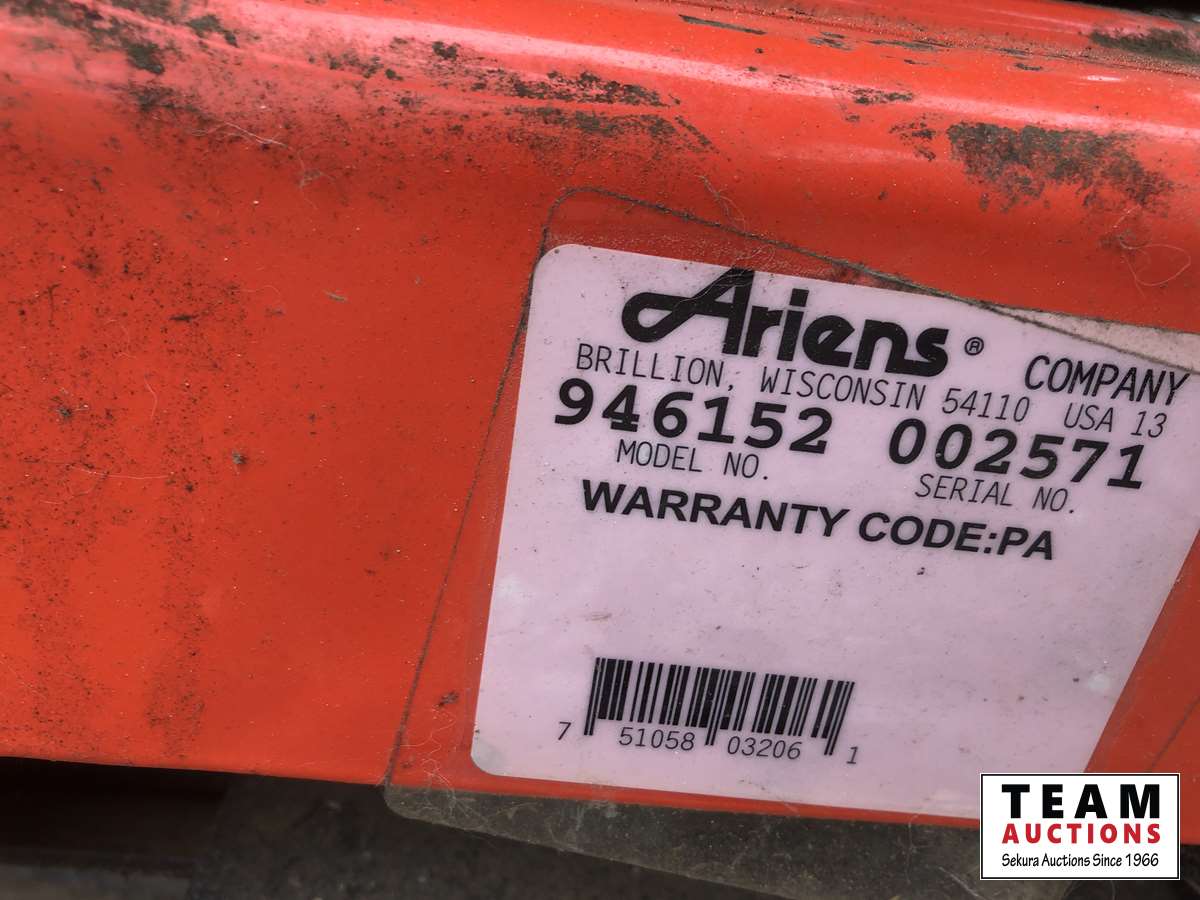 Ariens® COMPANY
BRILLION, WISCONSIN 54110 USA 13
946152 002571
MODEL NO. SERIAL NO.
WARRANTY CODE:PA
7 51058 03206 1
TEAM
AUCTIONS
Sekura Auctions Since 1966